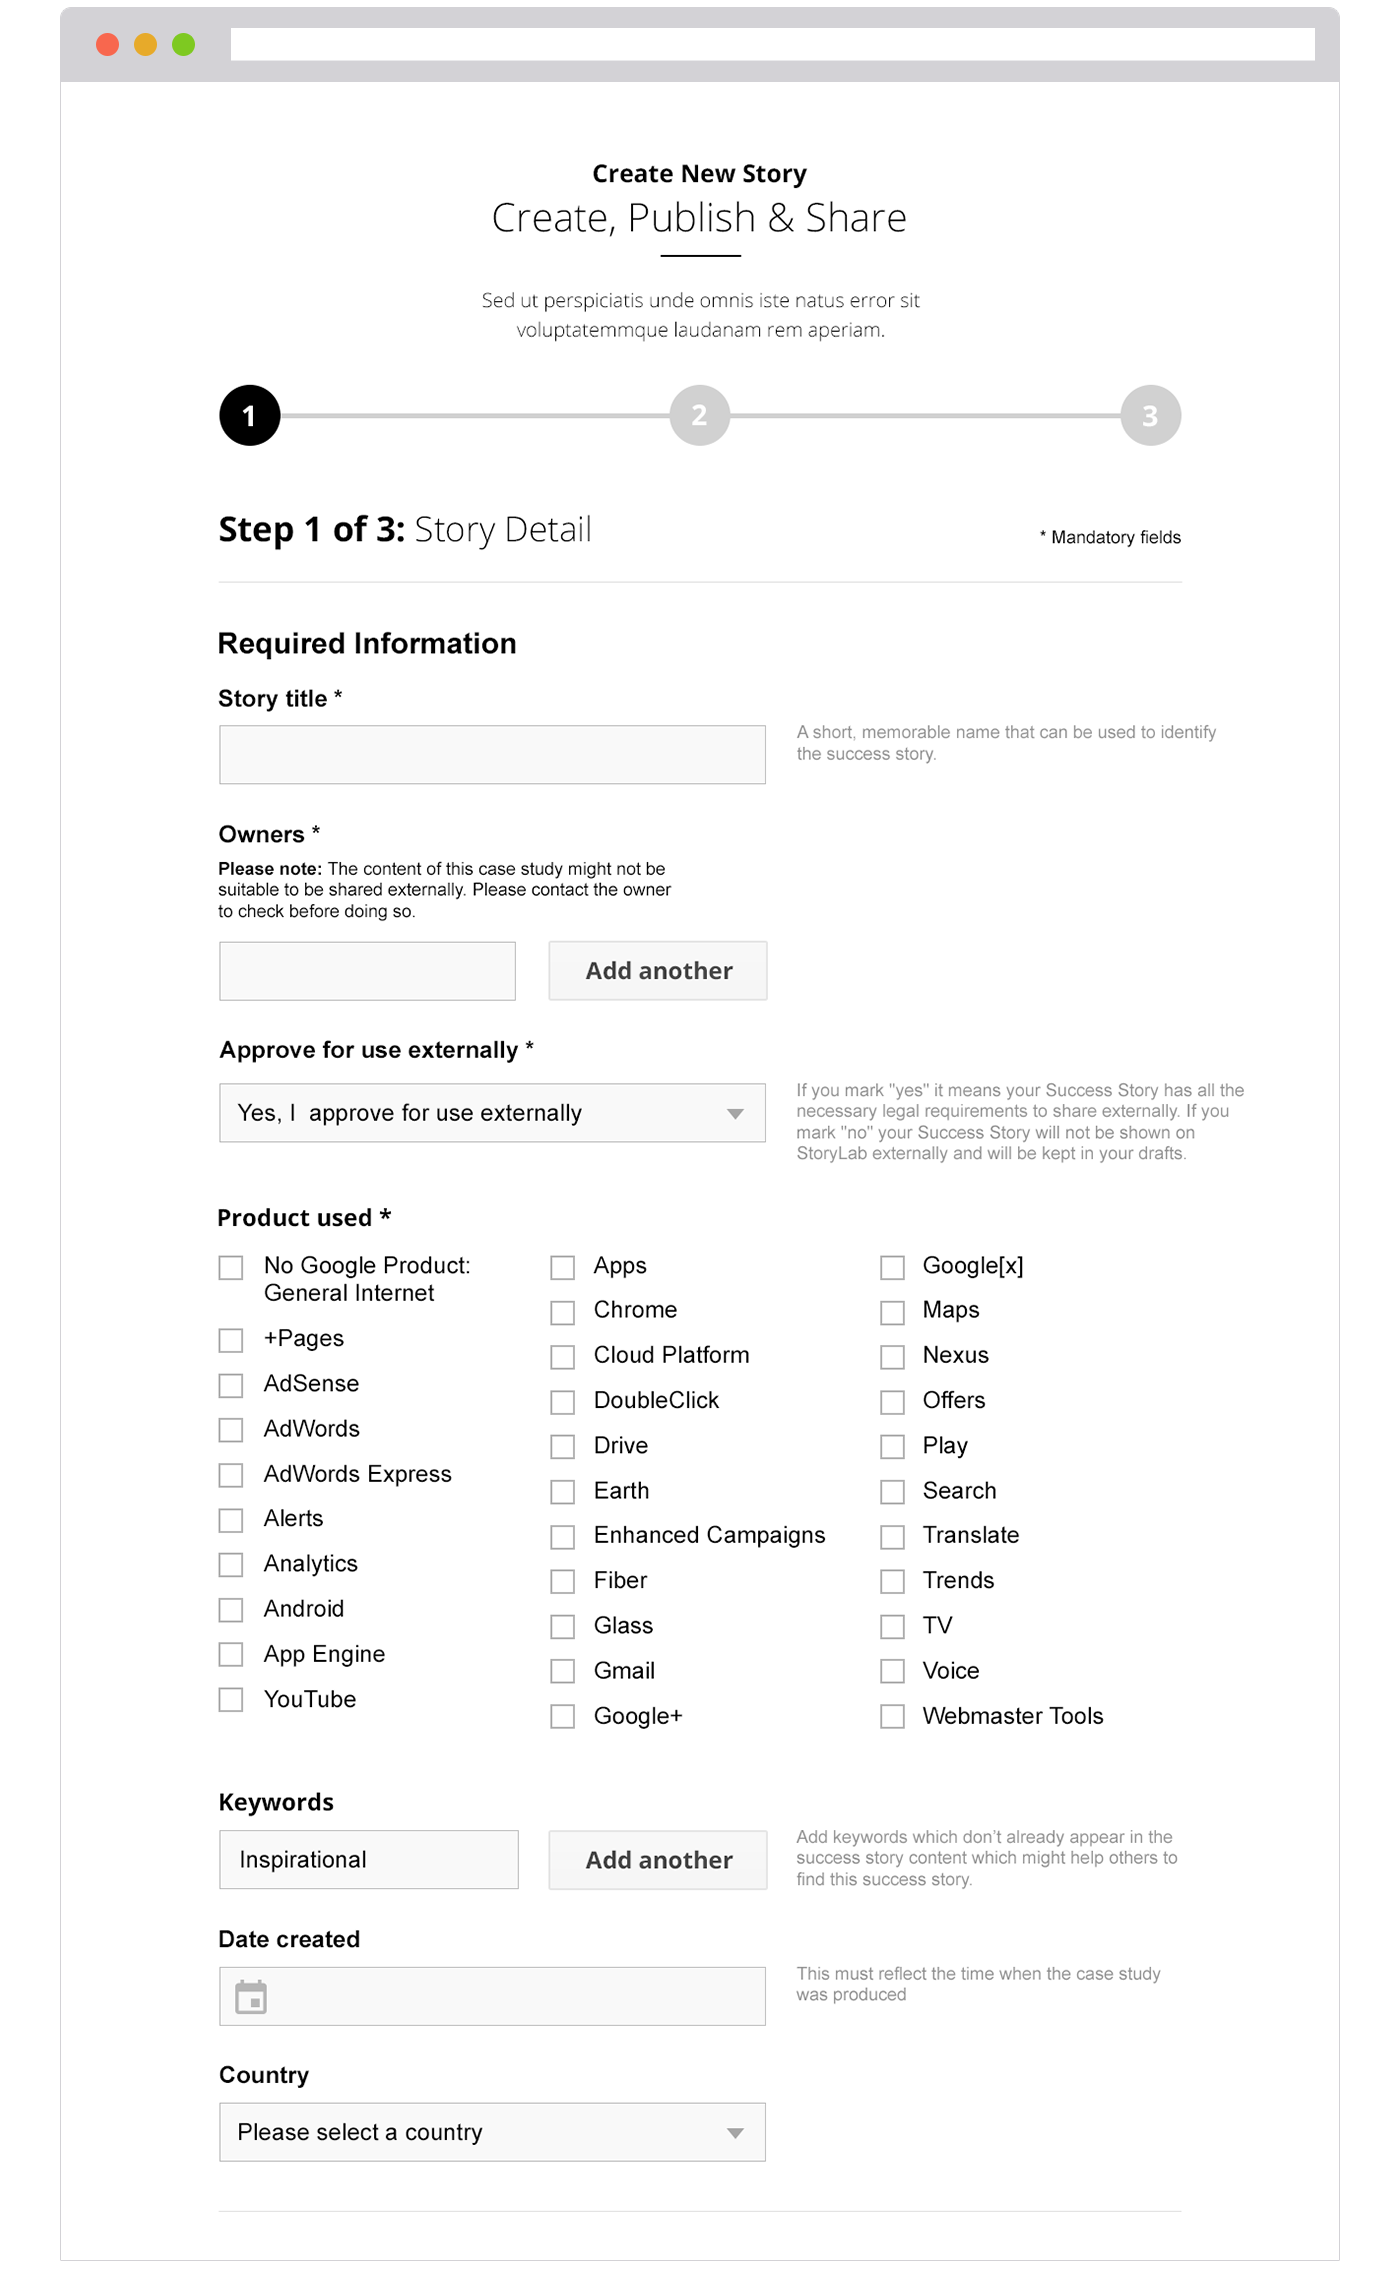 Create New Story
Create, Publish & Share
Sed ut perspiciatis unde omnis iste natus error sit
voluptatemmque laudanam rem aperiam.
1
2
3
Step 1 of 3: Story Detail
* Mandatory fields
Required Information
Story title *
A short, memorable name that can be used to identify
the success story.
Owners *
Please note: The content of this case study might not be
suitable to be shared externally. Please contact the owner
to check before doing so.
Add another
Approve for use externally *
Yes, I  approve for use externally
If you mark "yes" it means your Success Story has all the
necessary legal requirements to share externally. If you
mark "no" your Success Story will not be shown on
StoryLab externally and will be kept in your drafts.
Product used *
No Google Product:
General Internet
+Pages
AdSense
AdWords
AdWords Express
Alerts
Analytics
Android
App Engine
YouTube
Apps
Chrome
Cloud Platform
DoubleClick
Drive
Earth
Enhanced Campaigns
Fiber
Glass
Gmail
Google+
Google[x]
Maps
Nexus
Offers
Play
Search
Translate
Trends
TV
Voice
Webmaster Tools
Keywords
Inspirational
Add another
Add keywords which don’t already appear in the
success story content which might help others to
find this success story.
Date created
This must reflect the time when the case study
was produced
Country
Please select a country